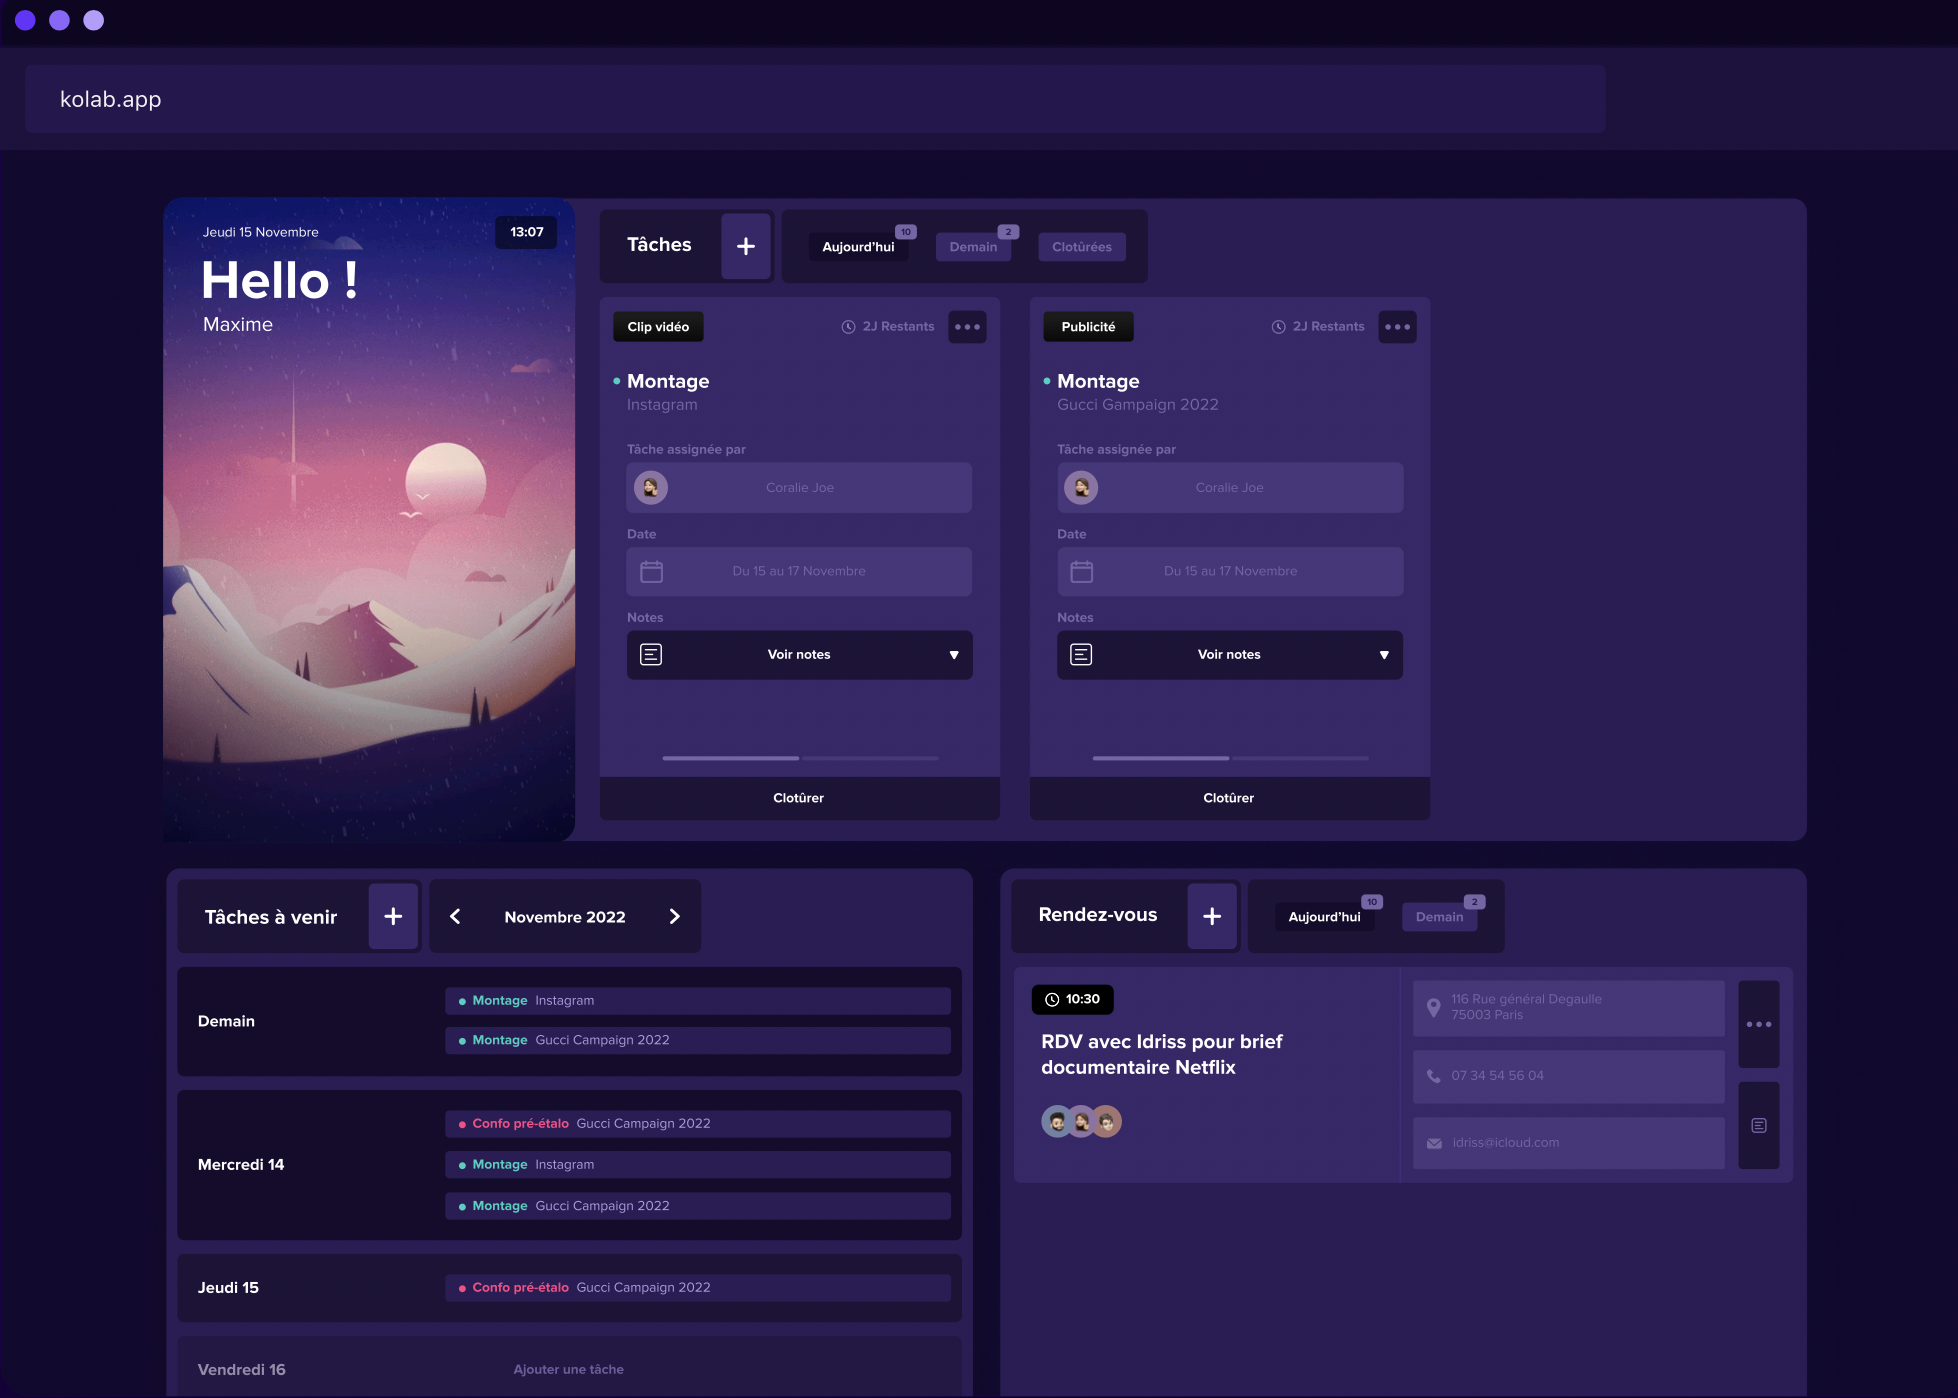 kolab.app
Jeudi 15 Novembre
13:07
Hello !
Maxime
Tâches
+
Aujourd'hui
10
Demain
2
Clotûrées
Clip vidéo
2J Restants
Montage
Instagram
Tâche assignée par
Coralie Joe
Date
Du 15 au 17 Novembre
Notes
Voir notes
Clotûrer
Publicité
2J Restants
Montage
Gucci Gampaign 2022
Tâche assignée par
Coralie Joe
Date
Du 15 au 17 Novembre
Notes
Voir notes
Clotûrer
Tâches à venir
+
Novembre 2022
Demain
Montage Instagram
Montage Gucci Campaign 2022
Mercredi 14
Confo pré-étalo Gucci Campaign 2022
Montage Instagram
Montage Gucci Campaign 2022
Jeudi 15
Confo pré-étalo Gucci Campaign 2022
Vendredi 16
Ajouter une tâche
Rendez-vous
+
Aujourd'hui
10
Demain
2
10:30
RDV avec Idriss pour brief
documentaire Netflix
116 Rue général Degaulle
75003 Paris
07 34 54 56 04
idriss@icloud.com